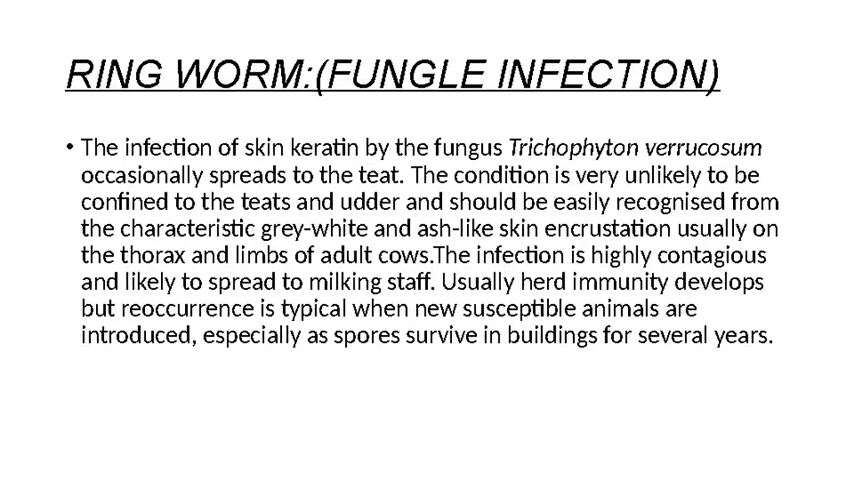 RING WORM:(FUNGLE INFECTION)
• The infection of skin keratin by the fungus Trichophyton verrucosum
occasionally spreads to the teat. The condition is very unlikely to be
confined to the teats and udder and should be easily recognised from
the characteristic grey-white and ash-like skin encrustation usually on
the thorax and limbs of adult cows.The infection is highly contagious
and likely to spread to milking staff. Usually herd immunity develops
but reoccurrence is typical when new susceptible animals are
introduced, especially as spores survive in buildings for several years.